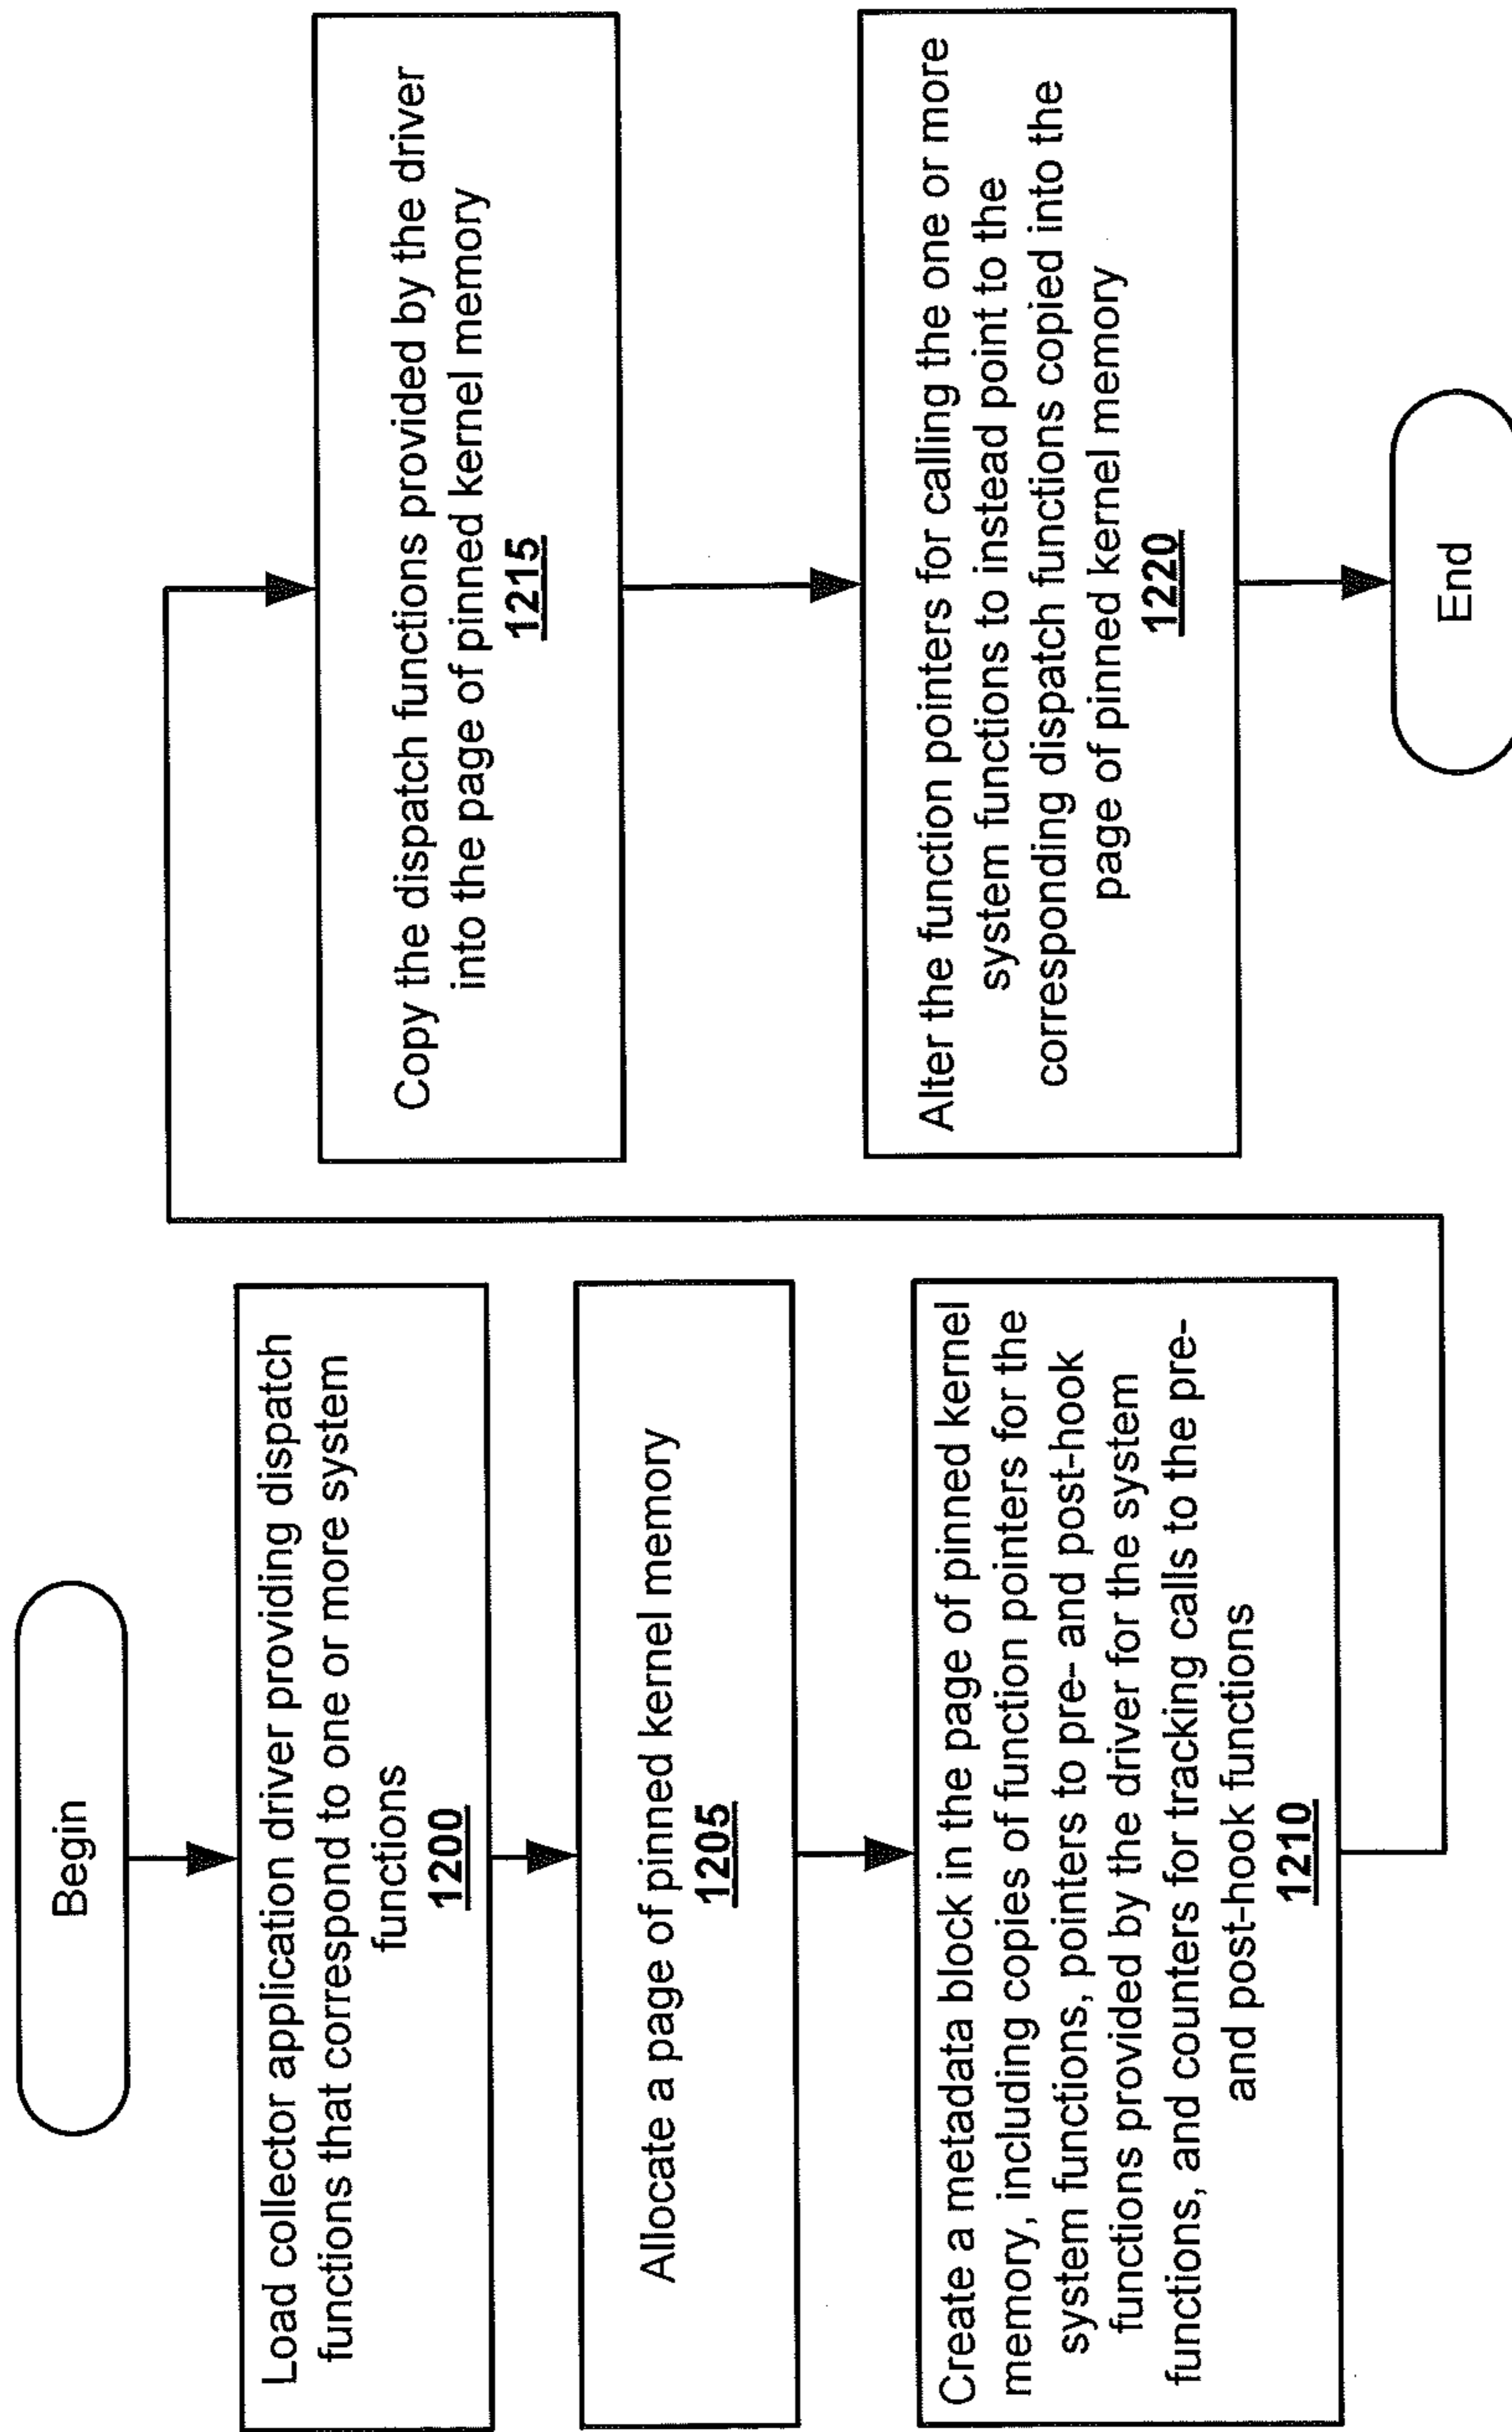 Begin
Load collector application driver providing dispatch
functions that correspond to one or more system
functions
1200
Allocate a page of pinned kernel memory
1205
Create a metadata block in the page of pinned kernel
memory, including copies of function pointers for the
system functions, pointers to pre- and post-hook
functions provided by the driver for the system
functions, and counters for tracking calls to the pre-
and post-hook functions
1210
Copy the dispatch functions provided by the driver
into the page of pinned kernel memory
1215
Alter the function pointers for calling the one or more
system functions to instead point to the
corresponding dispatch functions copied into the
page of pinned kernel memory
1220
End